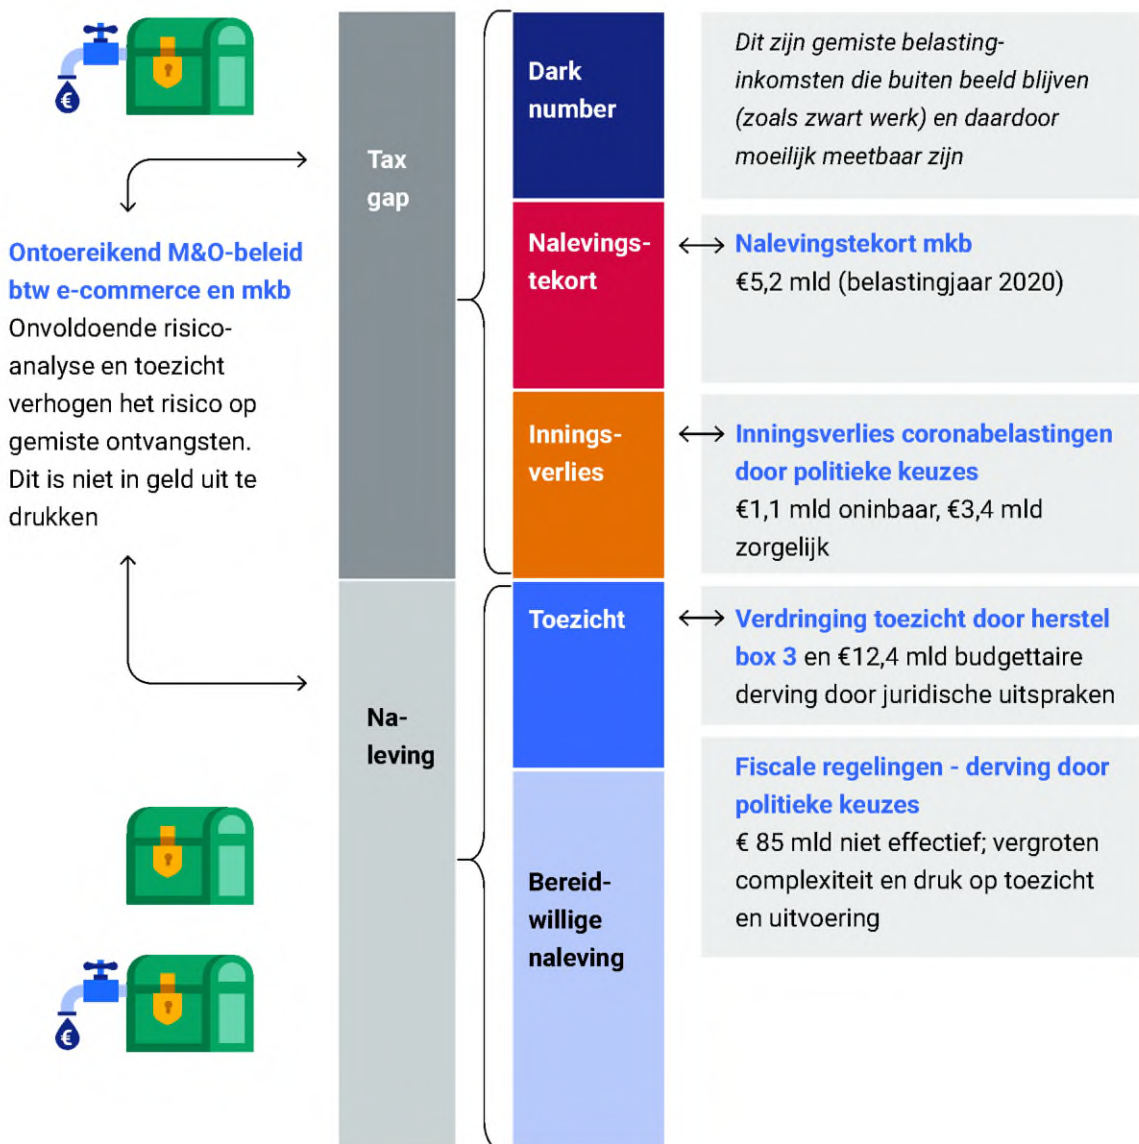 €
Ontoereikend M&O-beleid
btw e-commerce en mkb
Onvoldoende risico-
analyse en toezicht
verhogen het risico op
gemiste ontvangsten.
Dit is niet in geld uit te
drukken
€
Tax
gap
Na-
leving
Dark
number
Dit zijn gemiste belasting-
inkomsten die buiten beeld blijven
(zoals zwart werk) en daardoor
moeilijk meetbaar zijn
Nalevings-
tekort
Nalevingstekort mkb
€5,2 mld (belastingjaar 2020)
Innings-
verlies
Inningsverlies coronabelastingen
door politieke keuzes
€1,1 mld oninbaar, €3,4 mld
zorgelijk
Toezicht
Verdringing toezicht door herstel
box 3 en €12,4 mld budgettaire
derving door juridische uitspraken
Bereid-
willige
naleving
Fiscale regelingen - derving door
politieke keuzes
€ 85 mld niet effectief; vergroten
complexiteit en druk op toezicht
en uitvoering